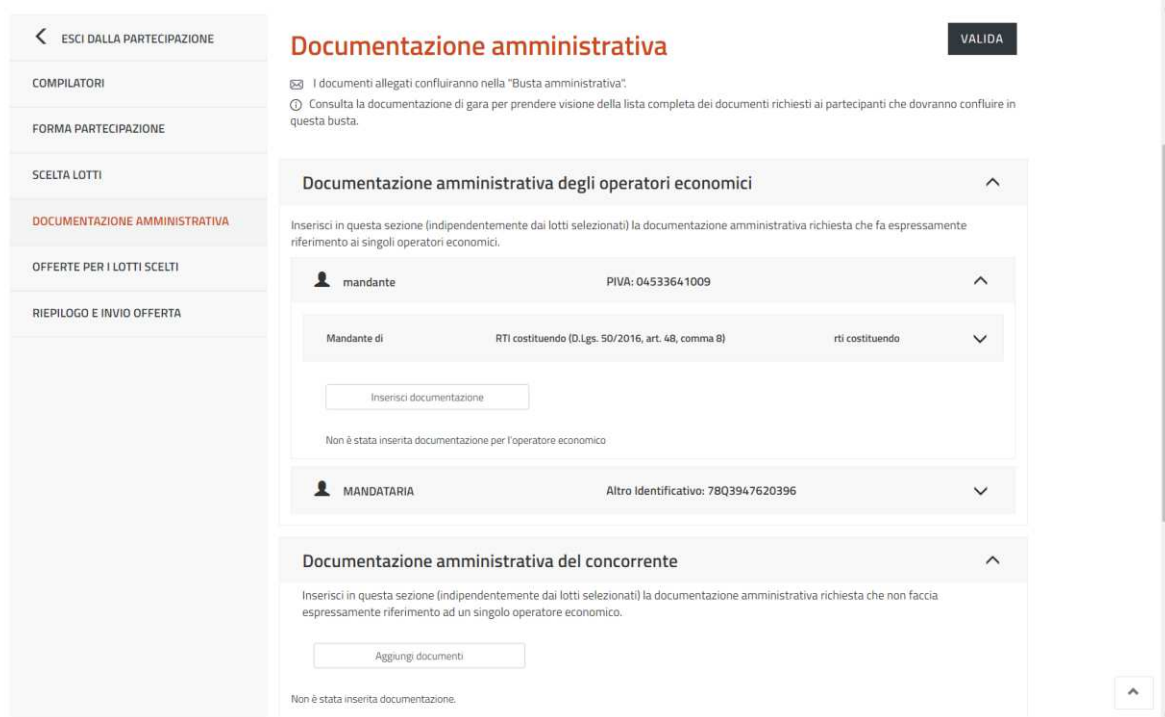 ESCI DALLA PARTECIPAZIONE
COMPILATORI
FORMA PARTECIPAZIONE
SCELTA LOTTI
DOCUMENTAZIONE AMMINISTRATIVA
OFFERTE PER I LOTTI SCELTI
RIEPILOGO E INVIO OFFERTA
Documentazione amministrativa
VALIDA
I documenti allegati confluiranno nella "Busta amministrativa".
Consulta la documentazione di gara per prendere visione della lista completa dei documenti richiesti ai partecipanti che dovranno confluire in
questa busta.
Documentazione amministrativa degli operatori economici
Inserisci in questa sezione (indipendentemente dai lotti selezionati) la documentazione amministrativa richiesta che fa espressamente
riferimento ai singoli operatori economici.
mandante PIVA: 04533641009
Mandante di RTI costituendo (D.Lgs. 50/2016, art. 48, comma 8) rti costituendo
Inserisci documentazione
Non è stata inserita documentazione per l'operatore economico
MANDATARIA Altro Identificativo: 78Q3947620396
Documentazione amministrativa del concorrente
Inserisci in questa sezione (indipendentemente dai lotti selezionati) la documentazione amministrativa richiesta che non faccia
espressamente riferimento ad un singolo operatore economico.
Aggiungi documenti
Non è stata inserita documentazione.